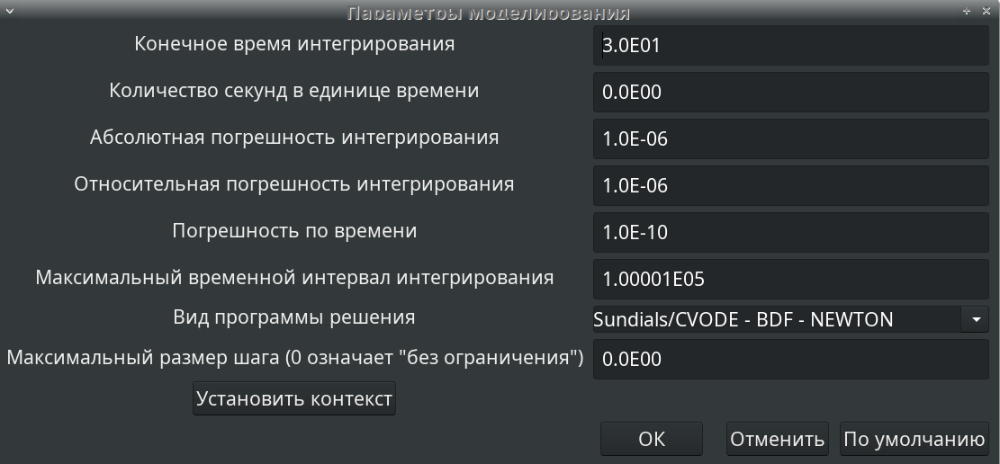 Параметры моделирования
Конечное время интегрирования 3.0E01
Количество секунд в единице времени 0.0E00
Абсолютная погрешность интегрирования 1.0E-06
Относительная погрешность интегрирования 1.0E-06
Погрешность по времени 1.0E-10
Максимальный временной интервал интегрирования 1.00001E05
Вид программы решения Sundials/CVODE - BDF - NEWTON
Максимальный размер шага (0 означает "без ограничения") 0.0E00
Установить контекст
ОК Отменить По умолчанию